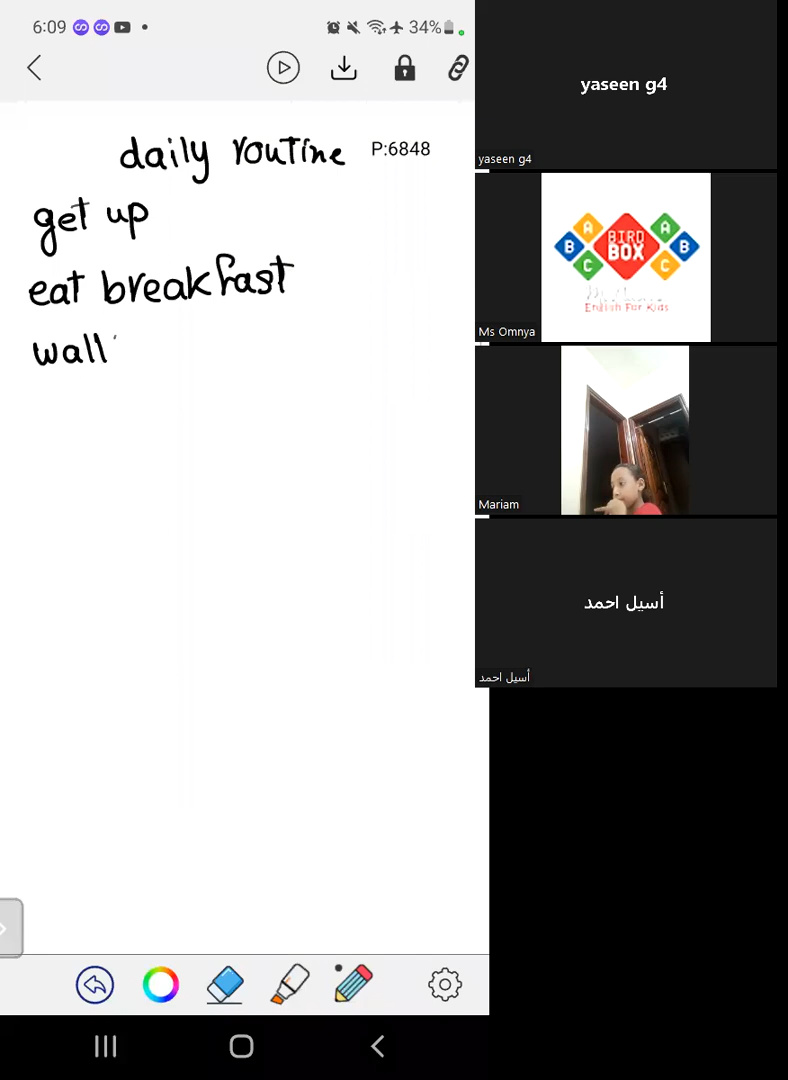 6:09
34%
daily routine
P:6848
get up
eat breakfast
wall
yaseen g4
yaseen g4
A
B
C
BIRD
BOX
A
B
C
English For Kids
Ms Omnya
Mariam
أسيل احمد
أسيل احمد